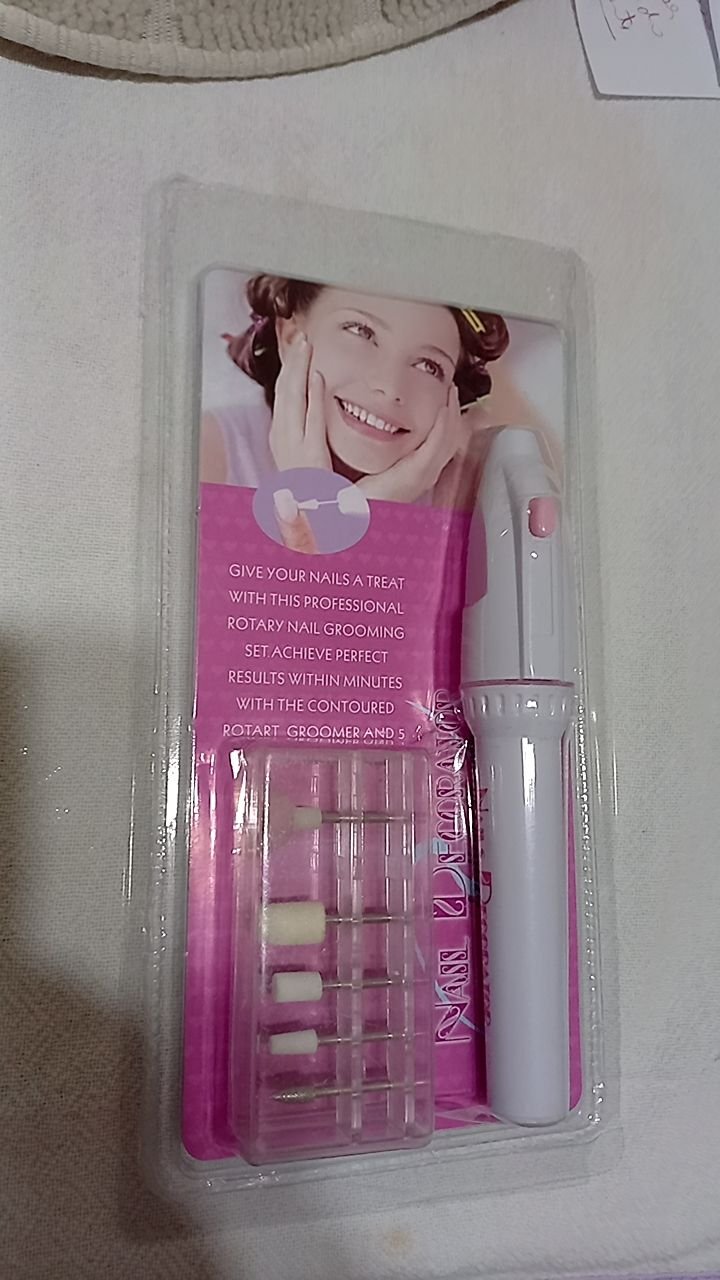 GIVE YOUR NAILS A TREAT
WITH THIS PROFESSIONAL
ROTARY NAIL GROOMING
SET.ACHIEVE PERFECT
RESULTS WITHIN MINUTES
WITH THE CONTOURED
ROTART GROOMER AND 5
NAIL DECORATOR